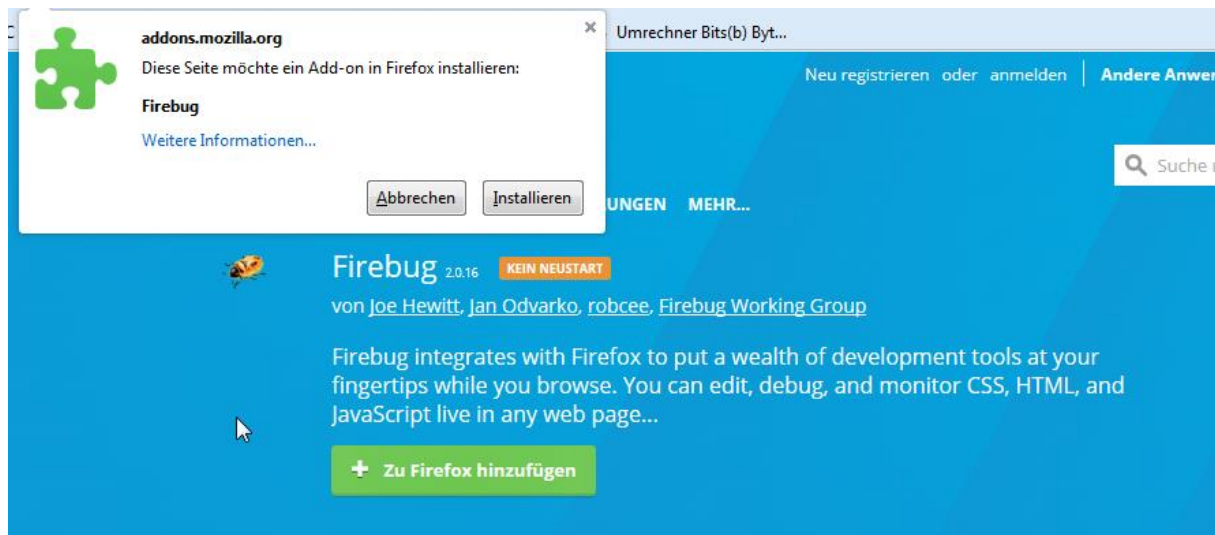 Umrechner Bits(b) Byt...
addons.mozilla.org
Diese Seite möchte ein Add-on in Firefox installieren:
Firebug
Weitere Informationen...
Abbrechen Installieren
Neu registrieren oder anmelden Andere Anwer
Suche
UNGEN MEHR...
Firebug 2.0.16 KEIN NEUSTART
von Joe Hewitt, Jan Odvarko, robcee, Firebug Working Group
Firebug integrates with Firefox to put a wealth of development tools at your
fingertips while you browse. You can edit, debug, and monitor CSS, HTML, and
JavaScript live in any web page...
Zu Firefox hinzufügen